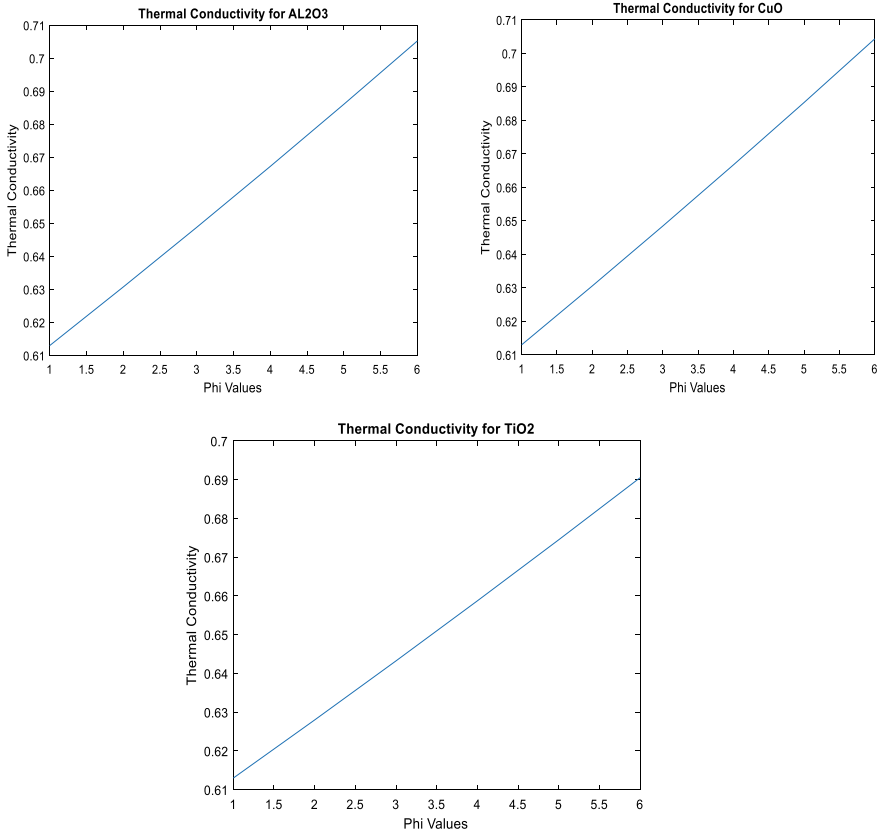 Thermal Conductivity for AL2O3
Thermal Conductivity
0.71
0.7
0.69
0.68
0.67
0.66
0.65
0.64
0.63
0.62
0.61
1 1.5 2 2.5 3 3.5 4 4.5 5 5.5 6
Phi Values
Thermal Conductivity for CuO
Thermal Conductivity
0.71
0.7
0.69
0.68
0.67
0.66
0.65
0.64
0.63
0.62
0.61
1 1.5 2 2.5 3 3.5 4 4.5 5 5.5 6
Phi Values
Thermal Conductivity for TiO2
Thermal Conductivity
0.7
0.69
0.68
0.67
0.66
0.65
0.64
0.63
0.62
0.61
1 1.5 2 2.5 3 3.5 4 4.5 5 5.5 6
Phi Values